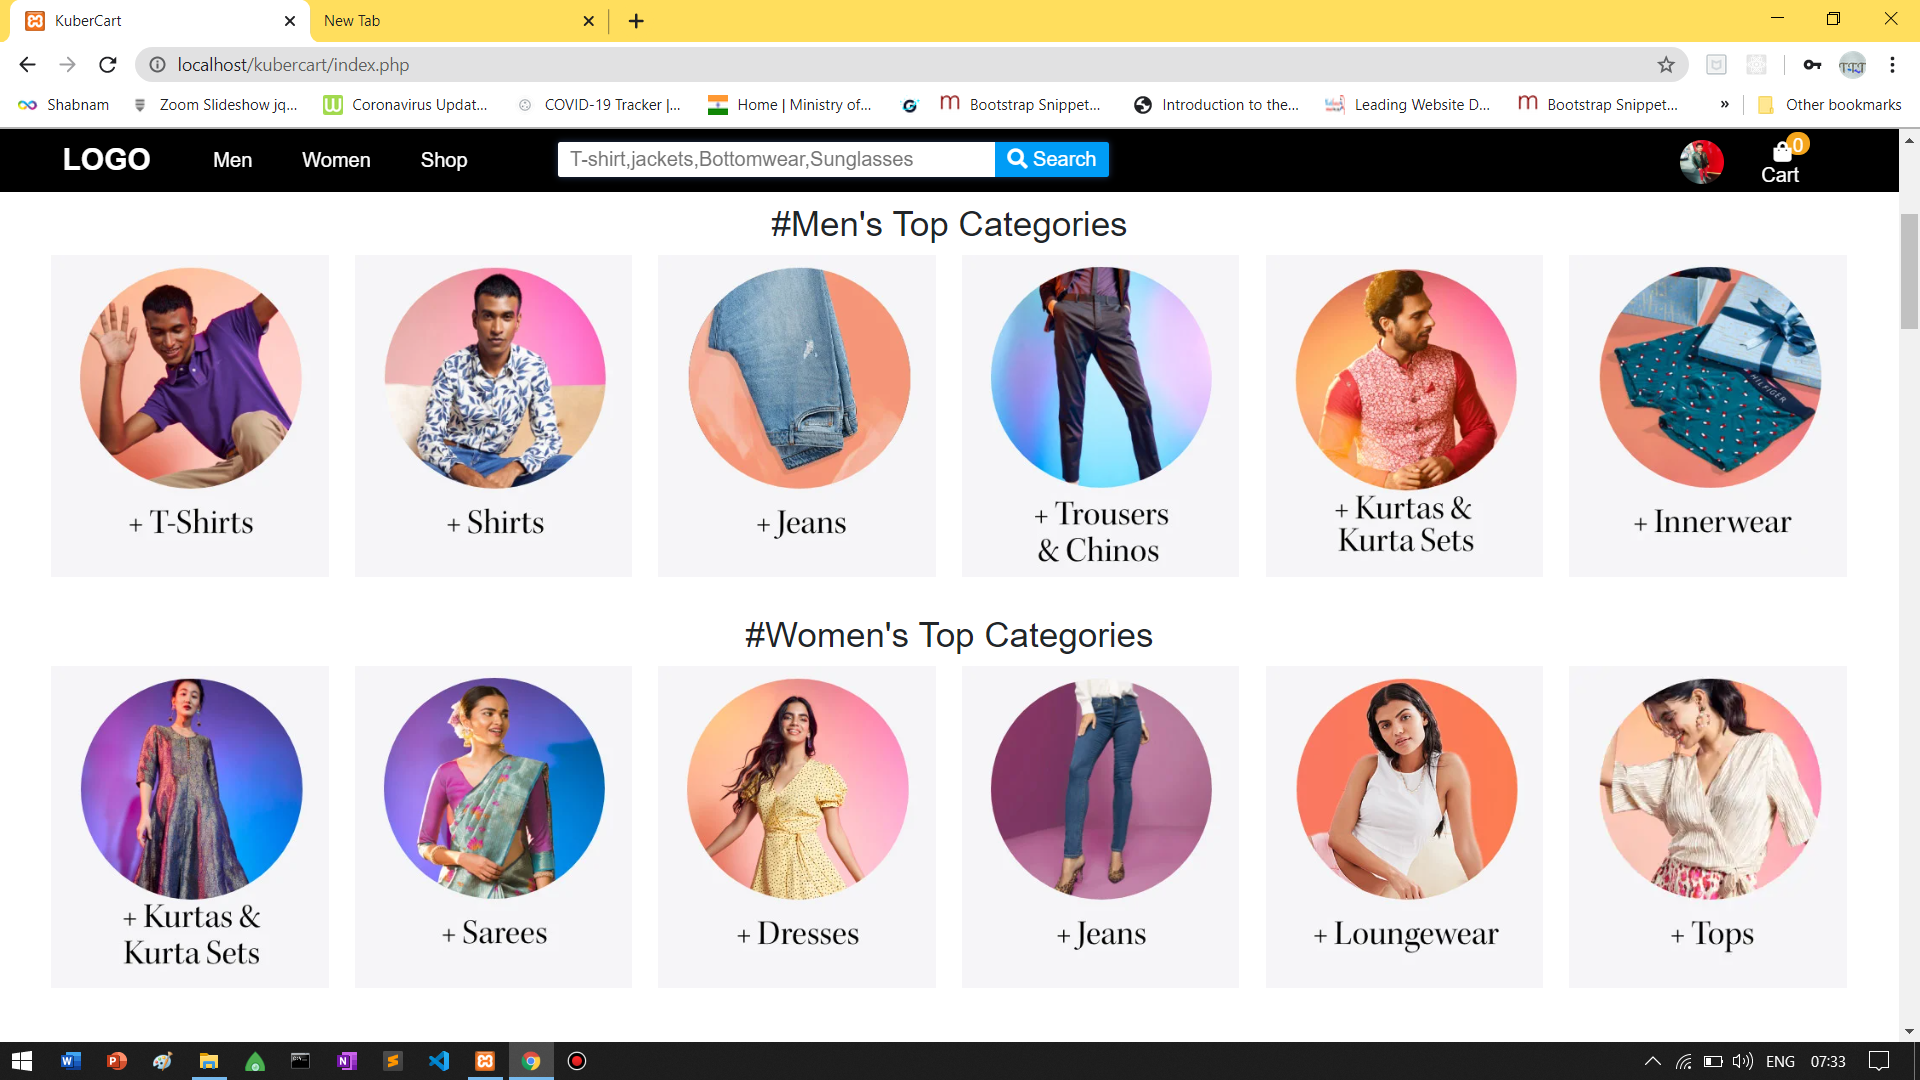 KuberCart
New Tab
localhost/kubercart/index.php
Shabnam
Zoom Slideshow jq...
Coronavirus Updat...
COVID-19 Tracker |...
Home | Ministry of...
Bootstrap Snippet...
Introduction to the...
Leading Website D...
Bootstrap Snippet...
»
Other bookmarks
LOGO
Men
Women
Shop
T-shirt,jackets,Bottomwear,Sunglasses
Search
0
Cart
#Men's Top Categories
HILFIGER
+ T-Shirts
+ Shirts
+ Jeans
+ Trousers
& Chinos
+ Kurtas &
Kurta Sets
+ Innerwear
#Women's Top Categories
+ Kurtas &
Kurta Sets
+ Sarees
+ Dresses
+ Jeans
+ Loungewear
+ Tops
ENG
07:33